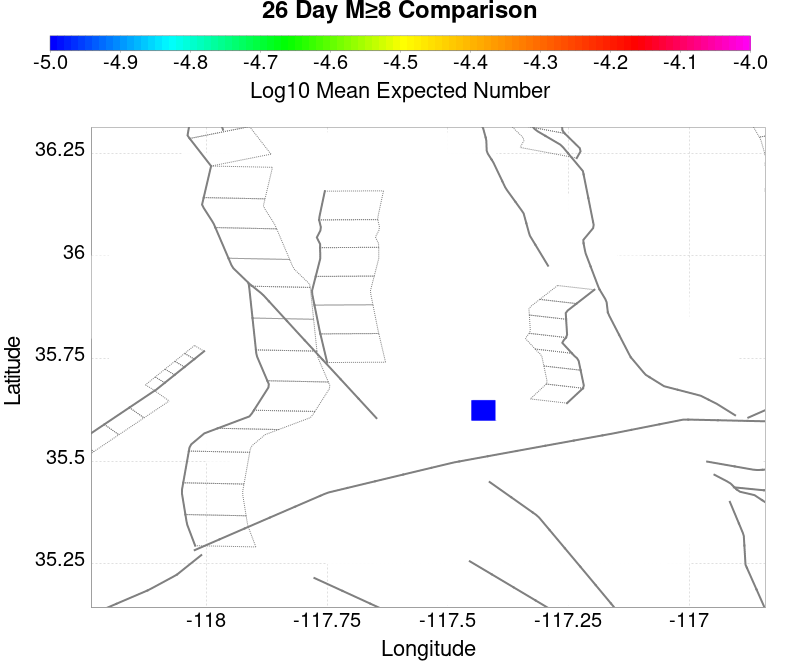 26 Day M≥8 Comparison
-5.0 -4.9 -4.8 -4.7 -4.6 -4.5 -4.4 -4.3 -4.2 -4.1 -4.0
Log10 Mean Expected Number
36.25
36
35.75
35.5
35.25
Latitude
-118 -117.75 -117.5 -117.25 -117
Longitude